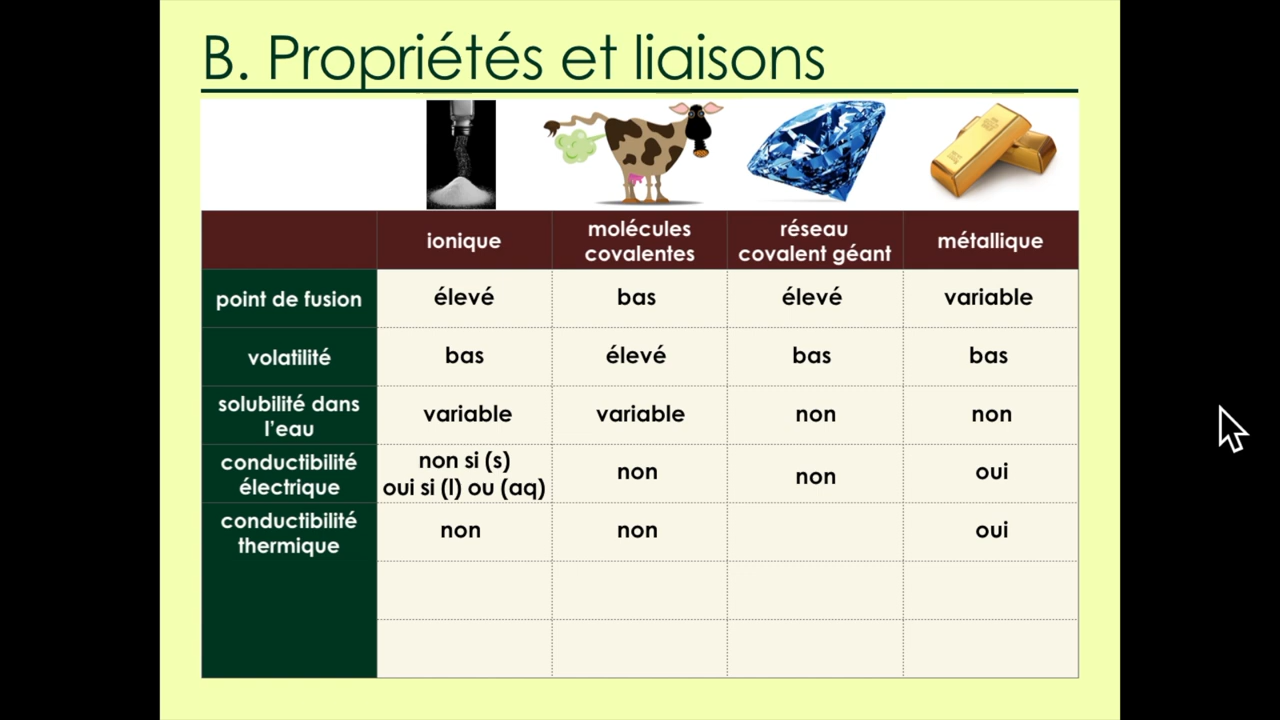 B. Propriétés et liaisons
ionique
molécules
covalentes
réseau
covalent géant
métallique
point de fusion
élevé
bas
élevé
variable
volatilité
bas
élevé
bas
bas
solubilité dans
l'eau
variable
variable
non
non
conductibilité
électrique
non si (s)
oui si (l) ou (aq)
non
non
oui
conductibilité
thermique
non
non
oui